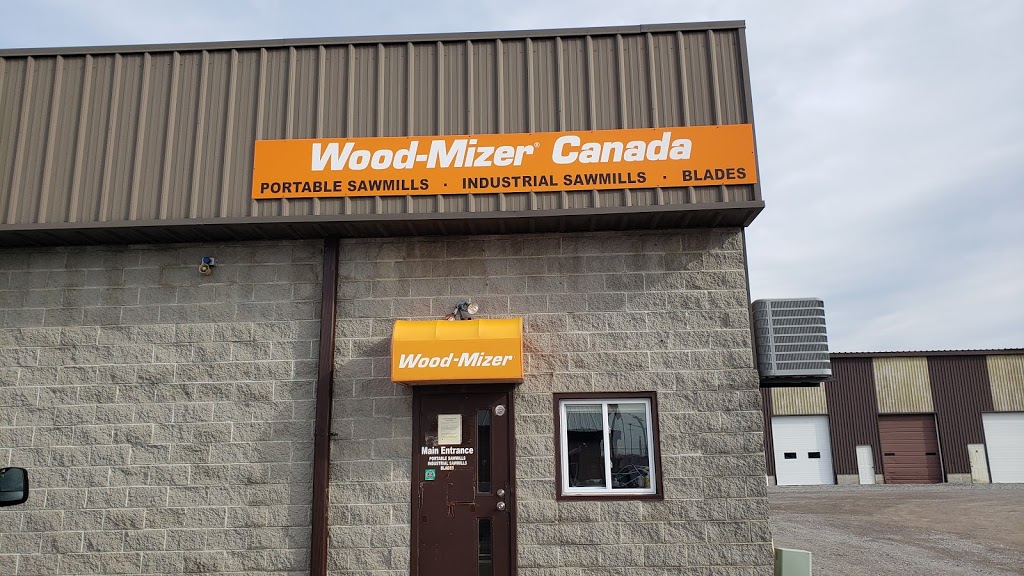 Wood-Mizer® Canada
PORTABLE SAWMILLS · INDUSTRIAL SAWMILLS · BLADES
Wood-Mizer
Main Entrance
PORTABLE SAWMILLS
INDUSTRIAL SAWMILLS
BLADES